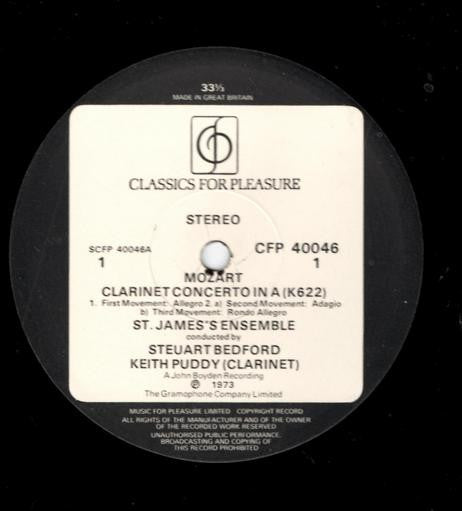 33⅓
MADE IN GREAT BRITAIN
CLASSICS FOR PLEASURE
STEREO
SCFP 40046A CFP 40046
1 1
MOZART
CLARINET CONCERTO IN A (K622)
1. First Movement: Allegro 2. a) Second Movement: Adagio
b) Third Movement: Rondo Allegro
ST. JAMES'S ENSEMBLE
conducted by
STEUART BEDFORD
KEITH PUDDY (CLARINET)
A John Boyden Recording
℗ 1973
The Gramophone Company Limited
MUSIC FOR PLEASURE LIMITED COPYRIGHT RECORD
ALL RIGHTS OF THE MANUFACTURER AND OF THE OWNER
OF THE RECORDED WORK RESERVED
UNAUTHORISED PUBLIC PERFORMANCE,
BROADCASTING AND COPYING OF
THIS RECORD PROHIBITED